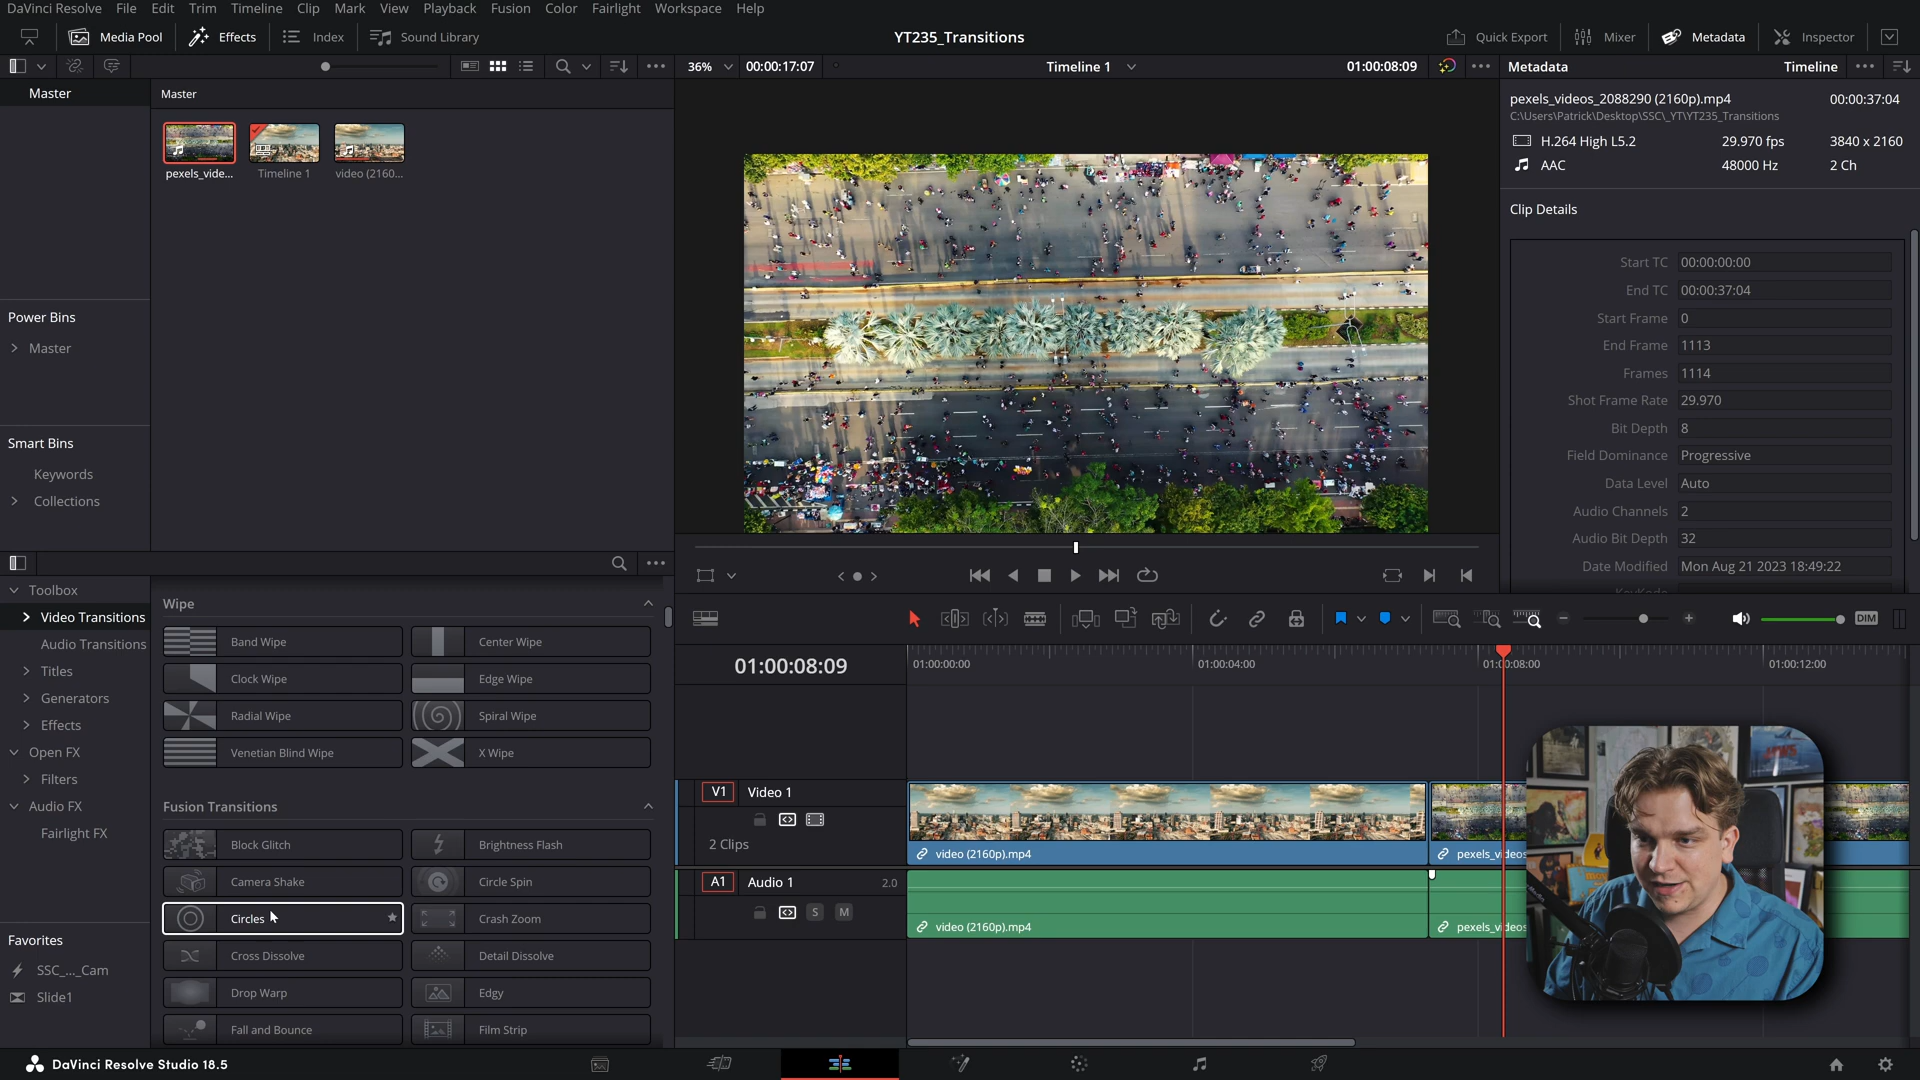 DaVinci Resolve File Edit Trim Timeline Clip Mark View Playback Fusion Color Fairlight Workspace Help
Media Pool Effects Index Sound Library YT235_Transitions Quick Export Mixer Metadata Inspector
36% 00:00:17:07 Timeline 1 01:00:08:09 Metadata Timeline
Master
Master
pexels_vide...
Timeline 1
video (2160...
Power Bins
Master
Smart Bins
Keywords
Collections
pexels_videos_2088290 (2160p).mp4 00:00:37:04
C:\Users\Patrick\Desktop\SSC\_YT\YT235_Transitions
H.264 High L5.2 29.970 fps 3840 x 2160
AAC 48000 Hz 2 Ch
Clip Details
Start TC 00:00:00:00
End TC 00:00:37:04
Start Frame 0
End Frame 1113
Frames 1114
Shot Frame Rate 29.970
Bit Depth 8
Field Dominance Progressive
Data Level Auto
Audio Channels 2
Audio Bit Depth 32
Date Modified Mon Aug 21 2023 18:49:22
Toolbox
Video Transitions
Audio Transitions
Titles
Generators
Effects
Open FX
Filters
Audio FX
Fairlight FX
Favorites
SSC_..._Cam
Slide1
Wipe
Band Wipe Center Wipe
Clock Wipe Edge Wipe
Radial Wipe Spiral Wipe
Venetian Blind Wipe X Wipe
Fusion Transitions
Block Glitch Brightness Flash
Camera Shake Circle Spin
Circles Crash Zoom
Cross Dissolve Detail Dissolve
Drop Warp Edgy
Fall and Bounce Film Strip
DIM
01:00:08:09
01:00:00:00 01:00:04:00 01:00:08:00 01:00:12:00
V1 Video 1
2 Clips
video (2160p).mp4 pexels_videos
A1 Audio 1 2.0
S M
video (2160p).mp4 pexels_videos
DaVinci Resolve Studio 18.5